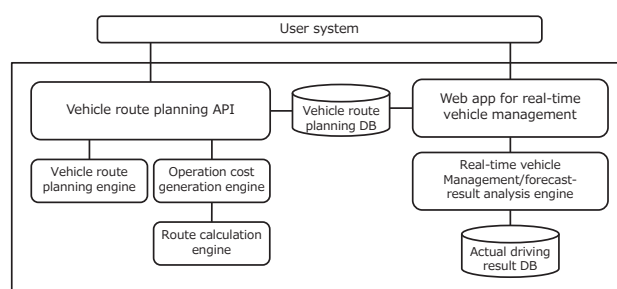 User system
Vehicle route planning API
Vehicle route
planning DB
Web app for real-time
vehicle management
Vehicle route
planning engine
Operation cost
generation engine
Real-time vehicle
Management/forecast-
result analysis engine
Route calculation
engine
Actual driving
result DB